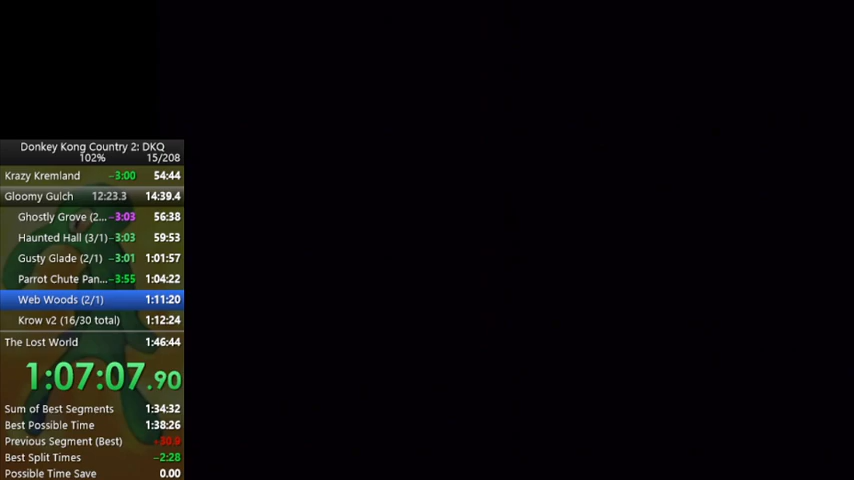 Donkey Kong Country 2: DKQ
102% 15/208
Krazy Kremland -3:00 54:44
Gloomy Gulch 12:23.3 14:39.4
Ghostly Grove (2... -3:03 56:38
Haunted Hall (3/1) -3:03 59:53
Gusty Glade (2/1) -3:01 1:01:57
Parrot Chute Pan... -3:55 1:04:22
Web Woods (2/1) 1:11:20
Krow v2 (16/30 total) 1:12:24
The Lost World 1:46:44
1:07:07.90
Sum of Best Segments 1:34:32
Best Possible Time 1:38:26
Previous Segment (Best) +30.9
Best Split Times -2:28
Possible Time Save 0.00